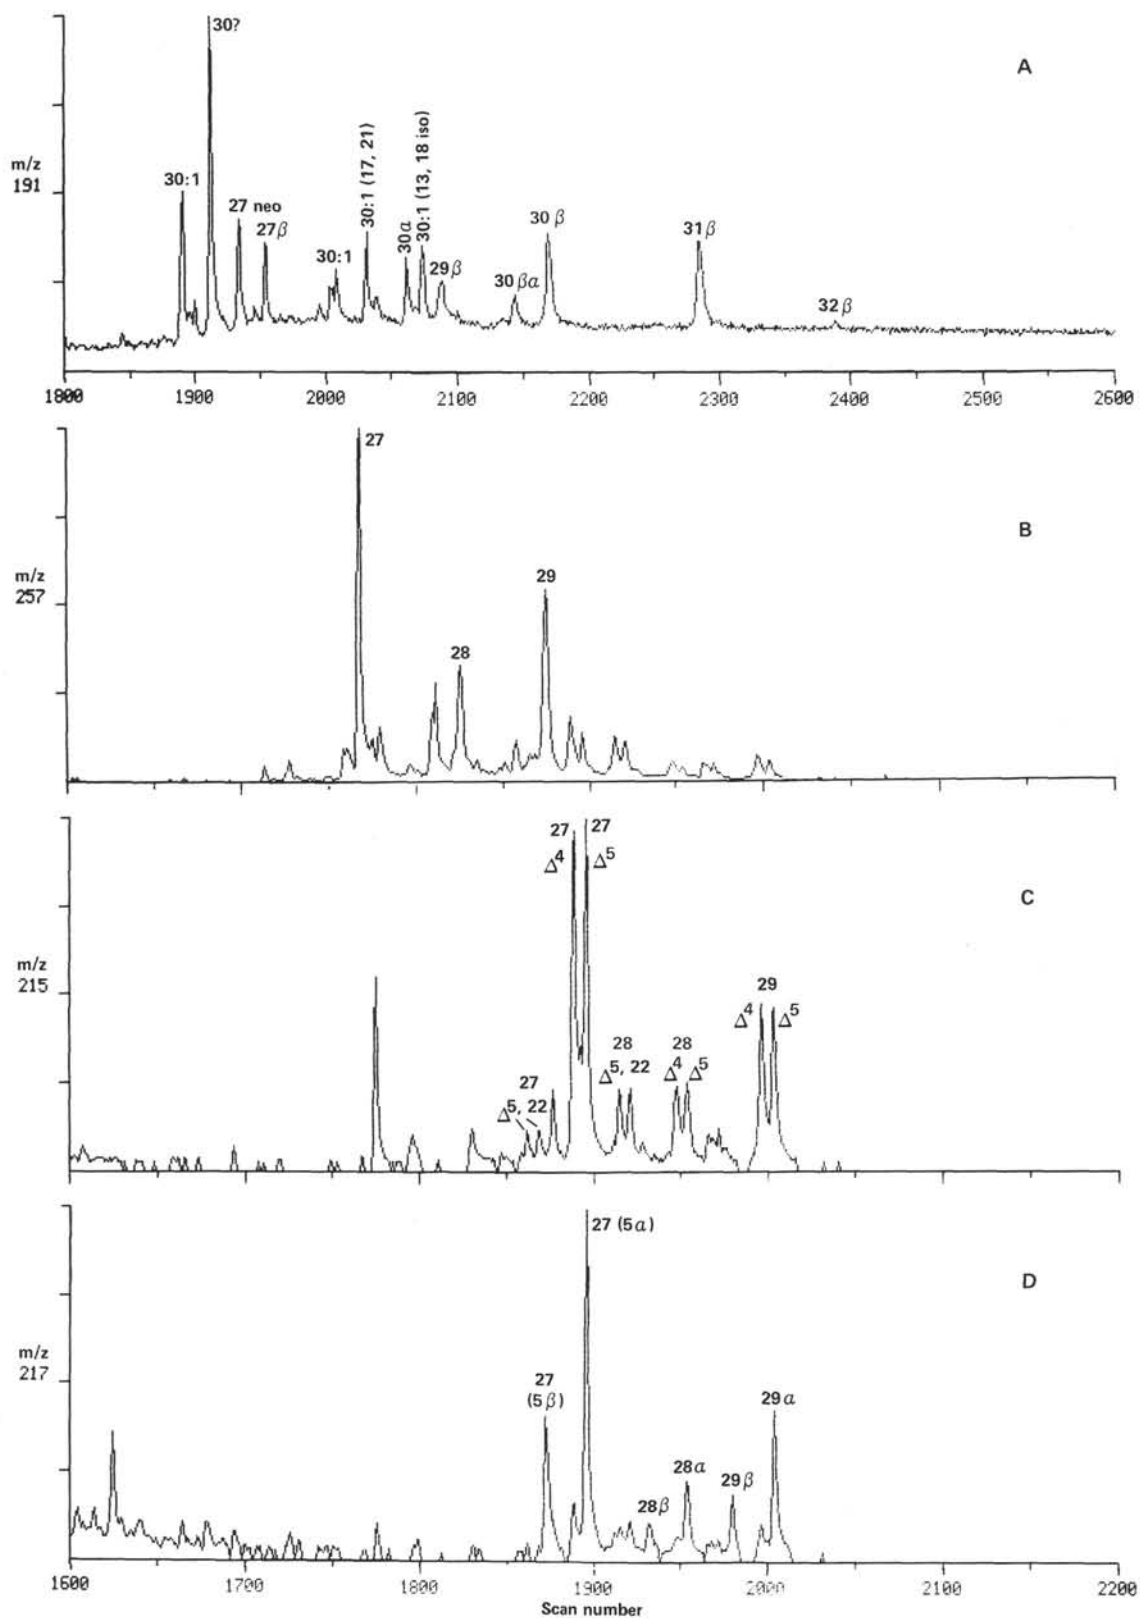 30?
A
30:1 (17, 21)
30:1 (13, 18 iso)
m/z
191
30:1
27 neo
27β
30:1
30α
29β
30 βα
30 β
31β
32β
1800 1900 2000 2100 2200 2300 2400 2500 2600
27
B
m/z
257
29
28
27 27
Δ4 Δ5
C
m/z
215
29
Δ4 Δ5
28 28
Δ5, 22 Δ4 Δ5
27
Δ5, 22
27 (5α)
D
m/z
217
27
(5β)
29α
28α
29β
28β
1600 1700 1800 1900 2000 2100 2200
Scan number